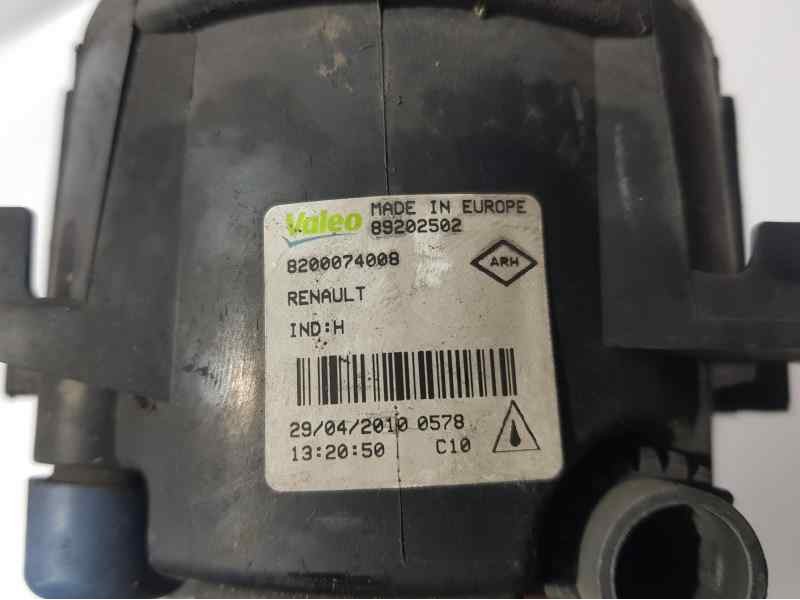 Valeo MADE IN EUROPE
89202502
8200074008
ARH
RENAULT
IND:H
29/04/2010 0578
13:20:50 C10